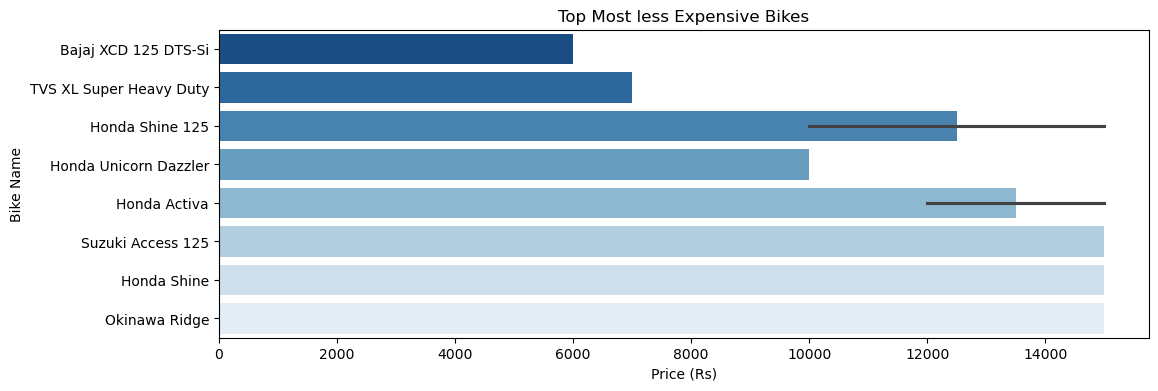 Top Most less Expensive Bikes
Bajaj XCD 125 DTS-Si
TVS XL Super Heavy Duty
Honda Shine 125
Honda Unicorn Dazzler
Honda Activa
Suzuki Access 125
Honda Shine
Okinawa Ridge
Bike Name
0 2000 4000 6000 8000 10000 12000 14000
Price (Rs)